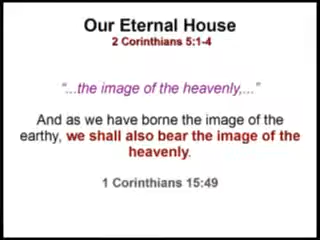 Our Eternal House
2 Corinthians 5:1-4
“...the image of the heavenly,...”
And as we have borne the image of the
earthy, we shall also bear the image of the
heavenly.
1 Corinthians 15:49